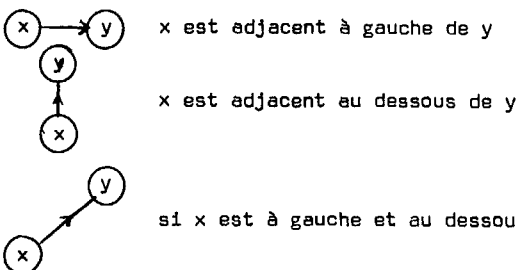 x y x est adjacent à gauche de y
y
x est adjacent au dessous de y
x
y
si x est à gauche et au dessou
x